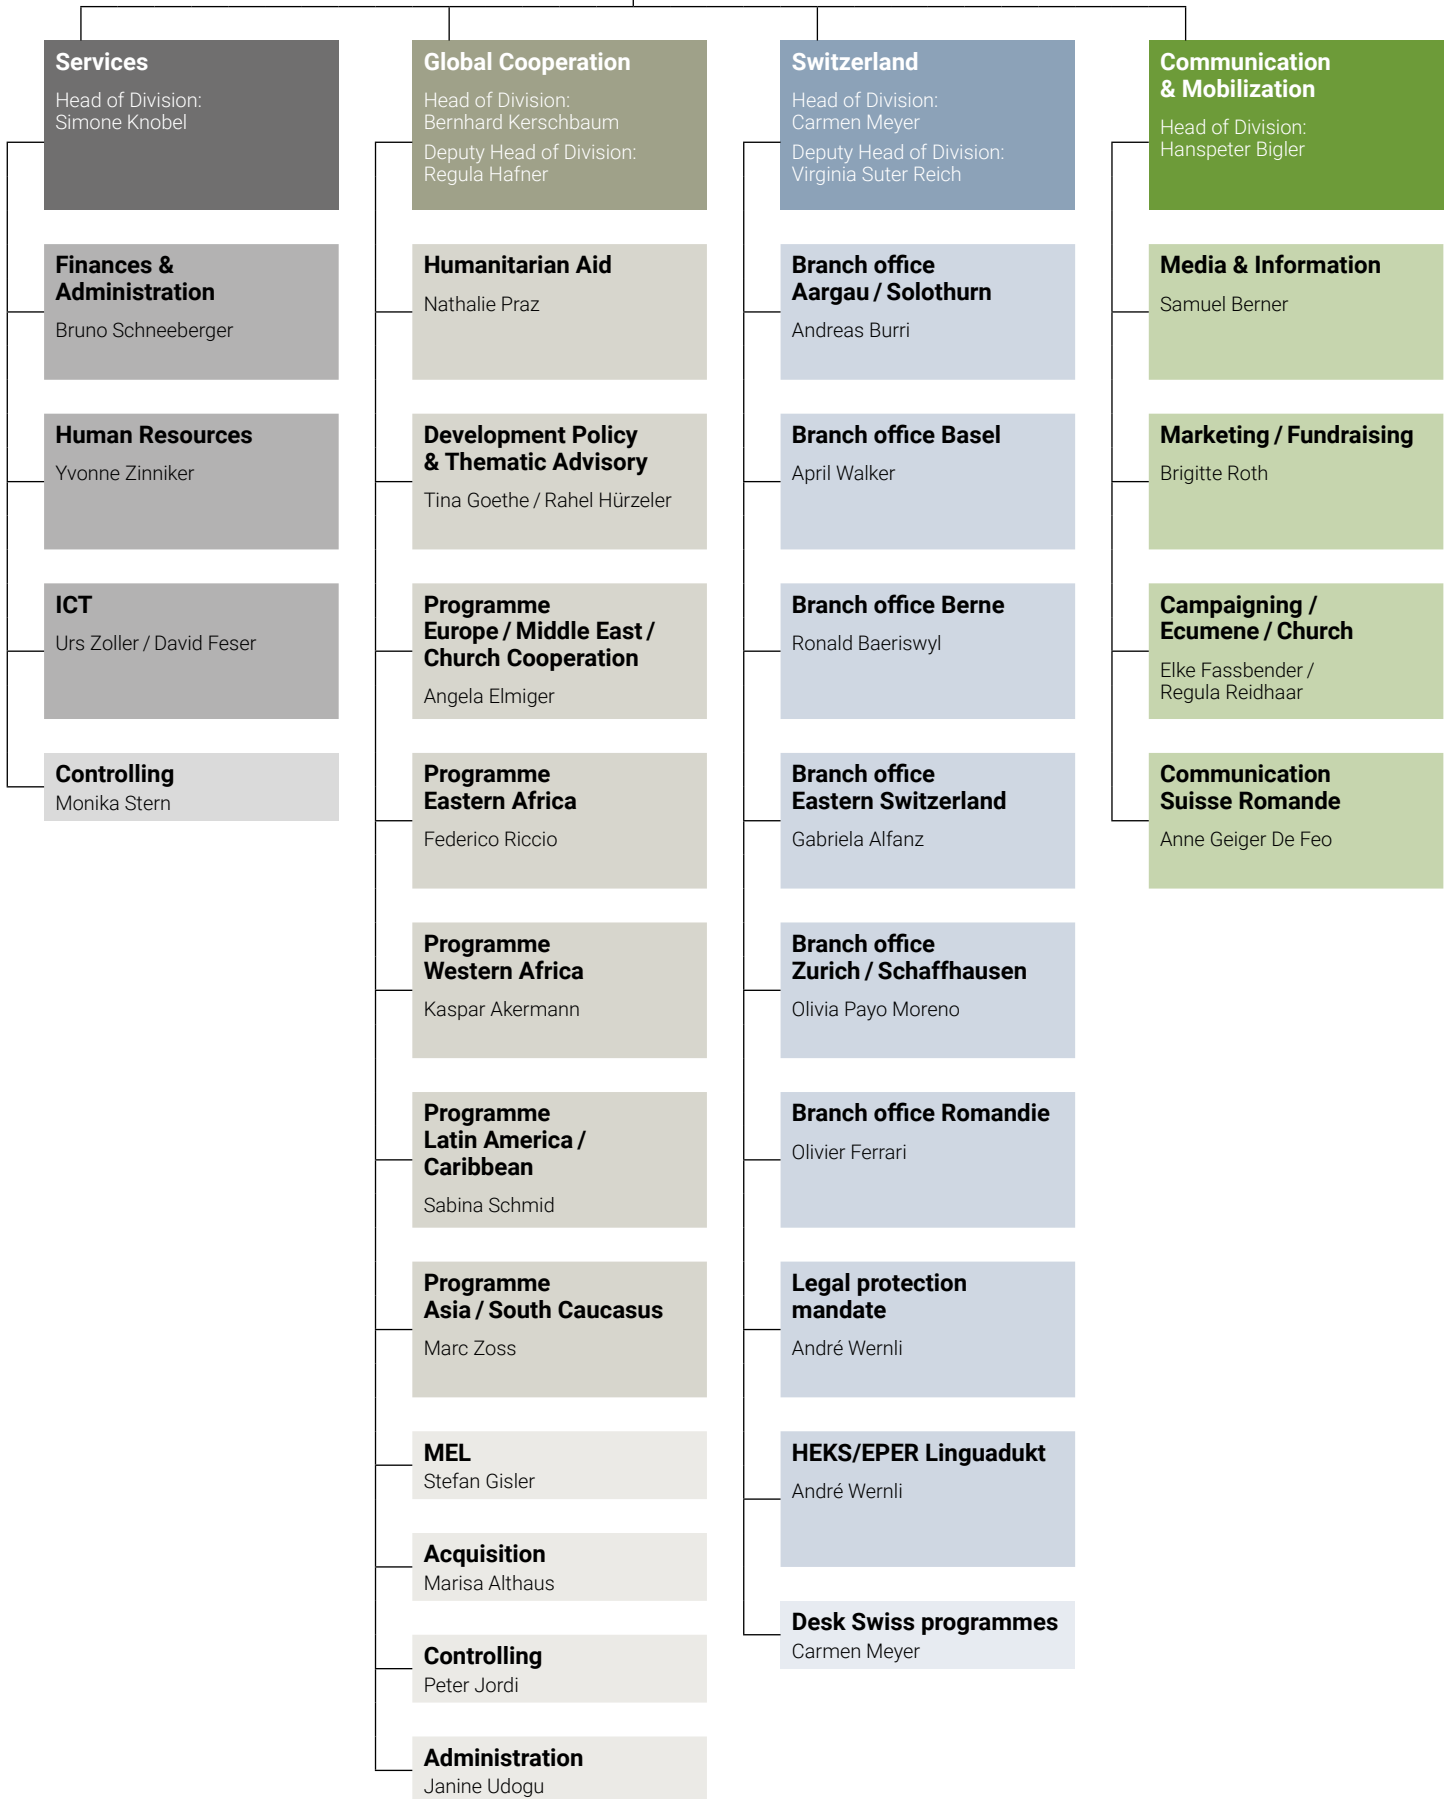 Services
Head of Division:
Simone Knobel
Finances &
Administration
Bruno Schneeberger
Human Resources
Yvonne Zinniker
ICT
Urs Zoller / David Feser
Controlling
Monika Stern
Global Cooperation
Head of Division:
Bernhard Kerschbaum
Deputy Head of Division:
Regula Hafner
Humanitarian Aid
Nathalie Praz
Development Policy
& Thematic Advisory
Tina Goethe / Rahel Hürzeler
Programme
Europe / Middle East /
Church Cooperation
Angela Elmiger
Programme
Eastern Africa
Federico Riccio
Programme
Western Africa
Kaspar Akermann
Programme
Latin America /
Caribbean
Sabina Schmid
Programme
Asia / South Caucasus
Marc Zoss
MEL
Stefan Gisler
Acquisition
Marisa Althaus
Controlling
Peter Jordi
Administration
Janine Udogu
Switzerland
Head of Division:
Carmen Meyer
Deputy Head of Division:
Virginia Suter Reich
Branch office
Aargau / Solothurn
Andreas Burri
Branch office Basel
April Walker
Branch office Berne
Ronald Baeriswyl
Branch office
Eastern Switzerland
Gabriela Alfanz
Branch office
Zurich / Schaffhausen
Olivia Payo Moreno
Branch office Romandie
Olivier Ferrari
Legal protection
mandate
André Wernli
HEKS/EPER Linguadukt
André Wernli
Desk Swiss programmes
Carmen Meyer
Communication
& Mobilization
Head of Division:
Hanspeter Bigler
Media & Information
Samuel Berner
Marketing / Fundraising
Brigitte Roth
Campaigning /
Ecumene / Church
Elke Fassbender /
Regula Reidhaar
Communication
Suisse Romande
Anne Geiger De Feo